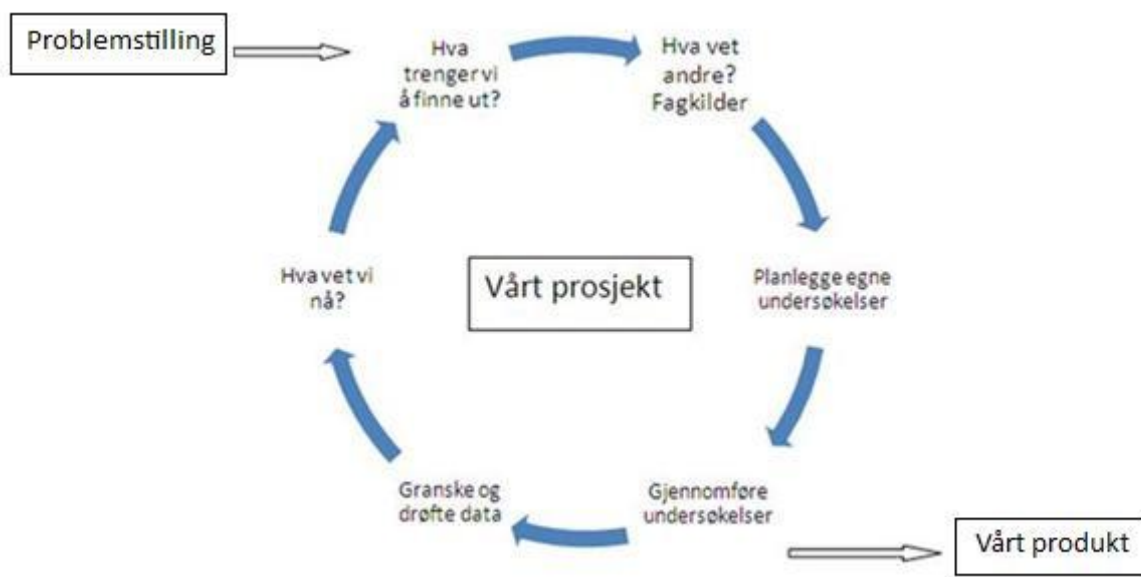 Problemstilling
Hva
trenger vi
å finne ut?
Hva vet
andre?
Fagkilder
Planlegge egne
undersøkelser
Gjennomføre
undersøkelser
Granske og
drøfte data
Hva vet vi
nå?
Vårt prosjekt
Vårt produkt